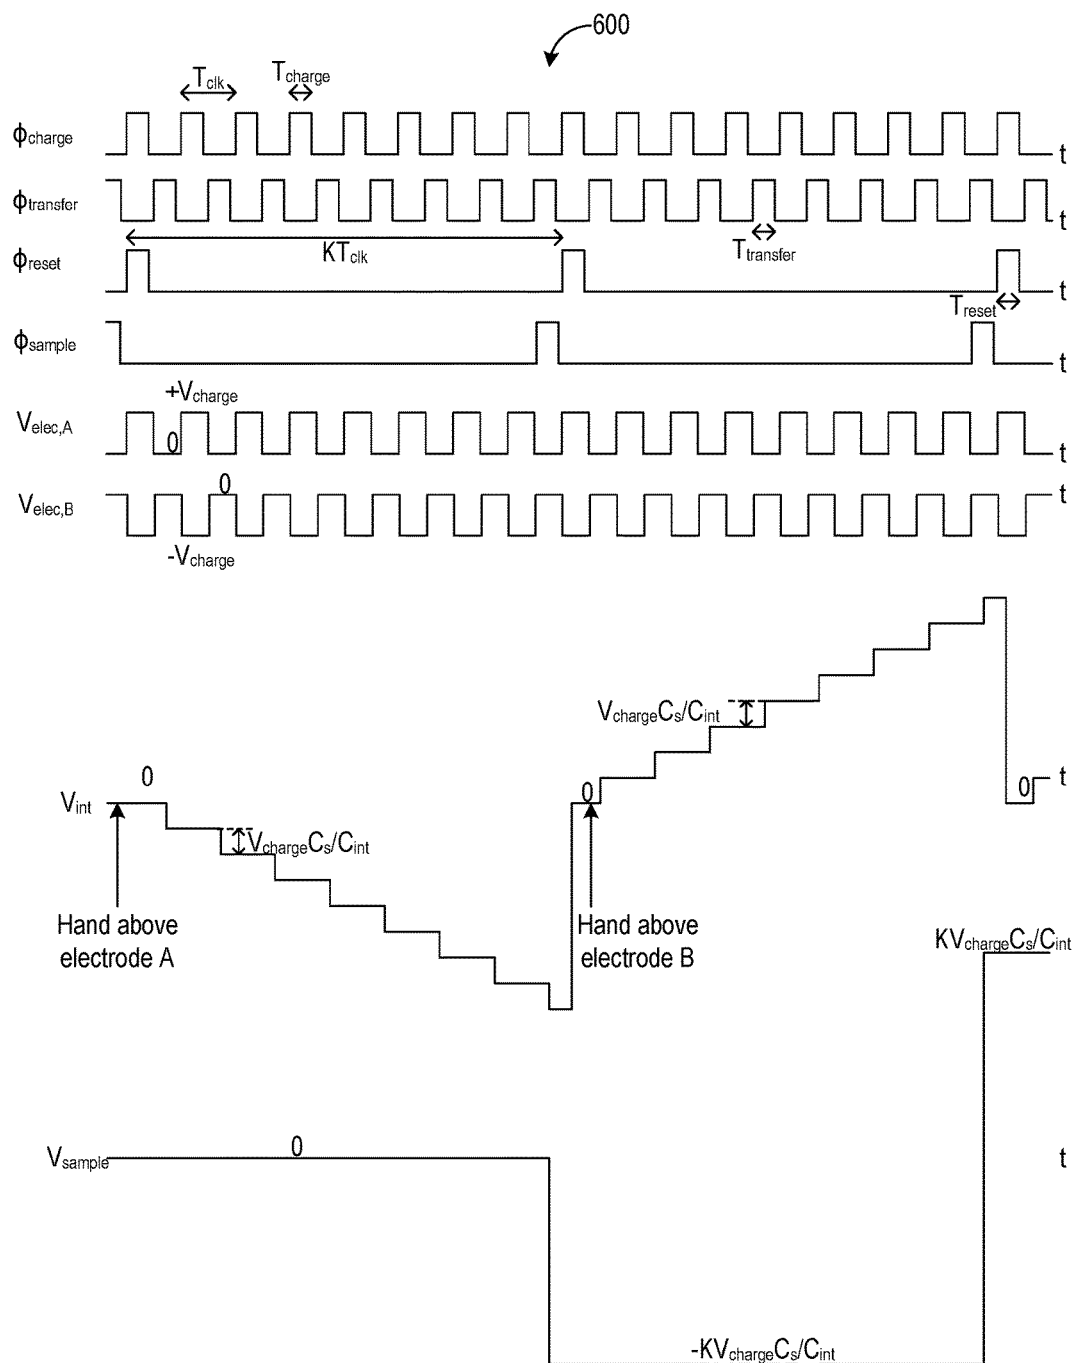 600
Tclk
Tcharge
ϕcharge
t
ϕtransfer
t
KTclk
Ttransfer
ϕreset
t
Treset
ϕsample
t
+Vcharge
Velec,A
0
t
0
Velec,B
t
-Vcharge
VchargeCs/Cint
0
t
Vint
0
0
VchargeCs/Cint
Hand above
electrode A
Hand above
electrode B
KVchargeCs/Cint
0
Vsample
t
-KVchargeCs/Cint